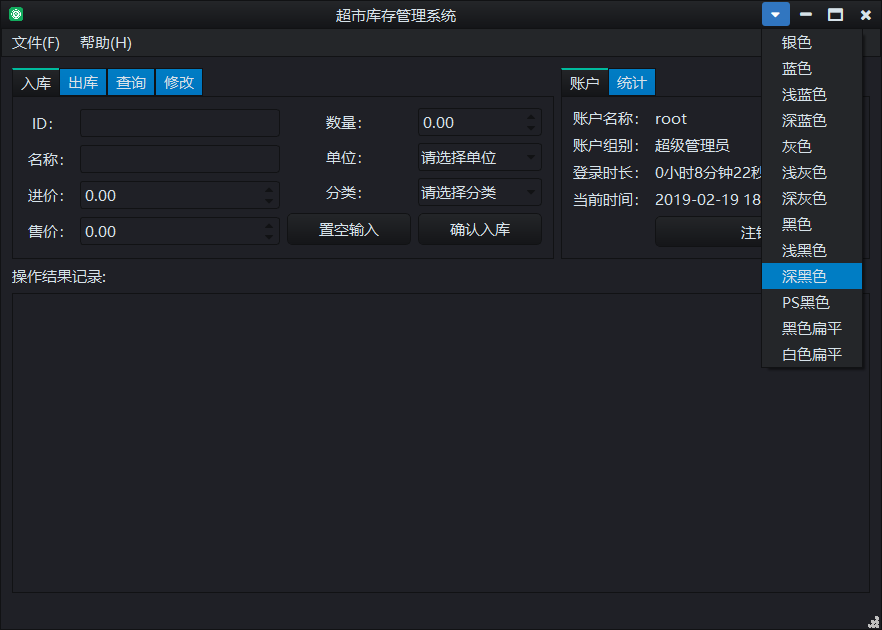 超市库存管理系统
文件(F) 帮助(H)
入库 出库 查询 修改
ID：
名称：
进价： 0.00
售价： 0.00
数量： 0.00
单位： 请选择单位
分类： 请选择分类
置空输入 确认入库
账户 统计
账户名称： root
账户组别： 超级管理员
登录时长： 0小时8分钟22秒
当前时间： 2019-02-19 18
注销
操作结果记录:
银色
蓝色
浅蓝色
深蓝色
灰色
浅灰色
深灰色
黑色
浅黑色
深黑色
PS黑色
黑色扁平
白色扁平